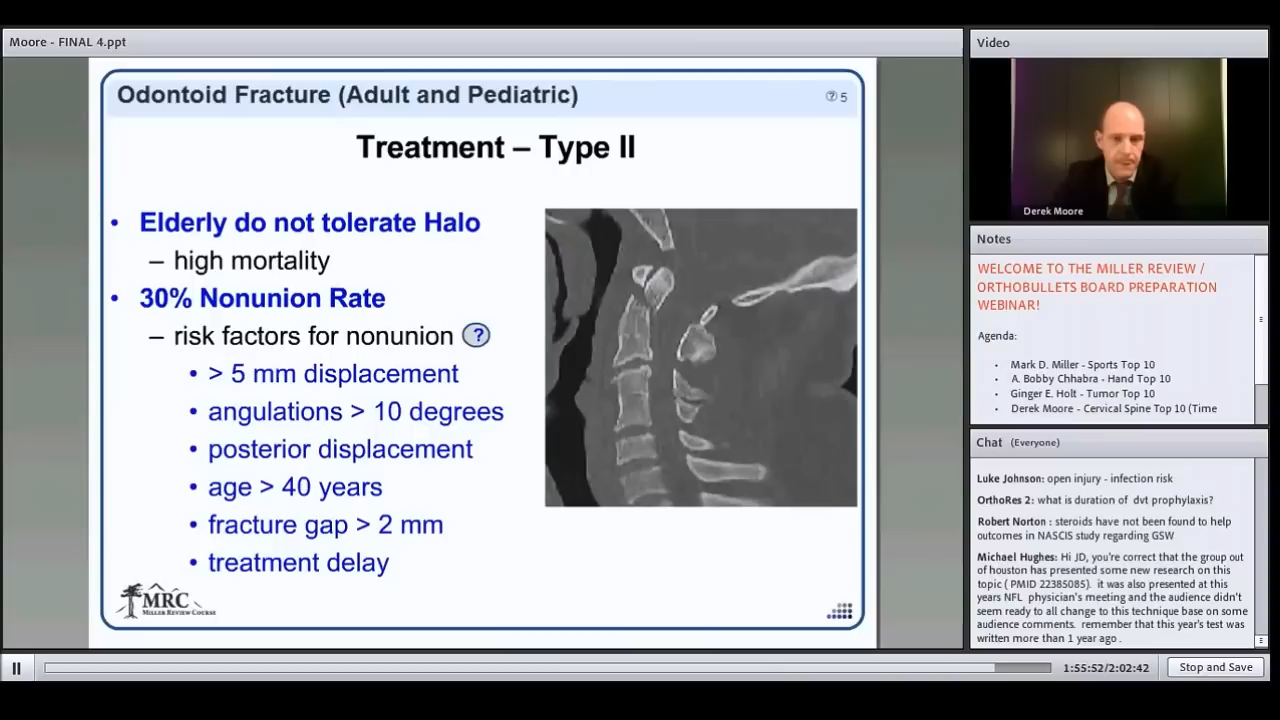 Moore - FINAL 4.ppt
Odontoid Fracture (Adult and Pediatric)
? 5
Treatment – Type II
• Elderly do not tolerate Halo
– high mortality
• 30% Nonunion Rate
– risk factors for nonunion ?
• > 5 mm displacement
• angulations > 10 degrees
• posterior displacement
• age > 40 years
• fracture gap > 2 mm
• treatment delay
MRC
MILLER REVIEW COURSE
Video
Derek Moore
Notes
WELCOME TO THE MILLER REVIEW /
ORTHOBULLETS BOARD PREPARATION
WEBINAR!
Agenda:
• Mark D. Miller - Sports Top 10
• A. Bobby Chhabra - Hand Top 10
• Ginger E. Holt - Tumor Top 10
• Derek Moore - Cervical Spine Top 10 (Time
Chat (Everyone)
Luke Johnson: open injury - infection risk
OrthoRes 2: what is duration of dvt prophylaxis?
Robert Norton : steroids have not been found to help
outcomes in NASCIS study regarding GSW
Michael Hughes: Hi JD, you're correct that the group out
of houston has presented some new research on this
topic ( PMID 22385085). it was also presented at this
years NFL physician's meeting and the audience didn't
seem ready to all change to this technique base on some
audience comments. remember that this year's test was
written more than 1 year ago .
1:55:52/2:02:42
Stop and Save